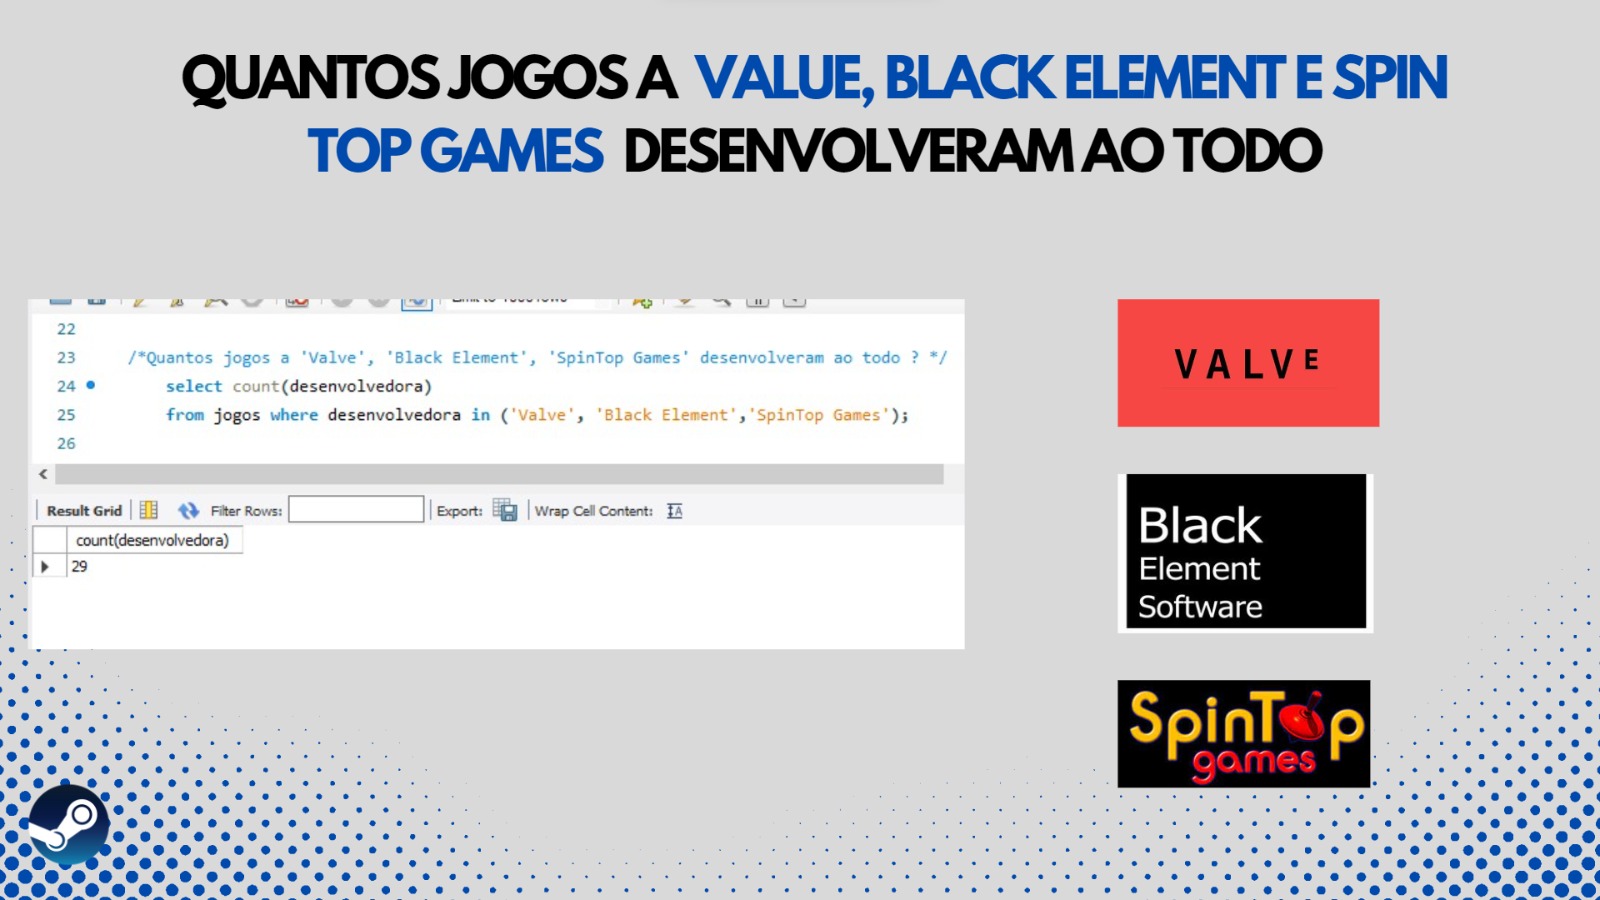 QUANTOS JOGOS A VALUE, BLACK ELEMENT E SPIN
TOP GAMES DESENVOLVERAM AO TODO
22
23 /*Quantos jogos a 'Valve', 'Black Element', 'SpinTop Games' desenvolveram ao todo ? */
24 select count(desenvolvedora)
25 from jogos where desenvolvedora in ('Valve', 'Black Element','SpinTop Games');
26
Result Grid Filter Rows: Export: Wrap Cell Content: IA
count(desenvolvedora)
29
VALVE
Black
Element
Software
SpinTop
games